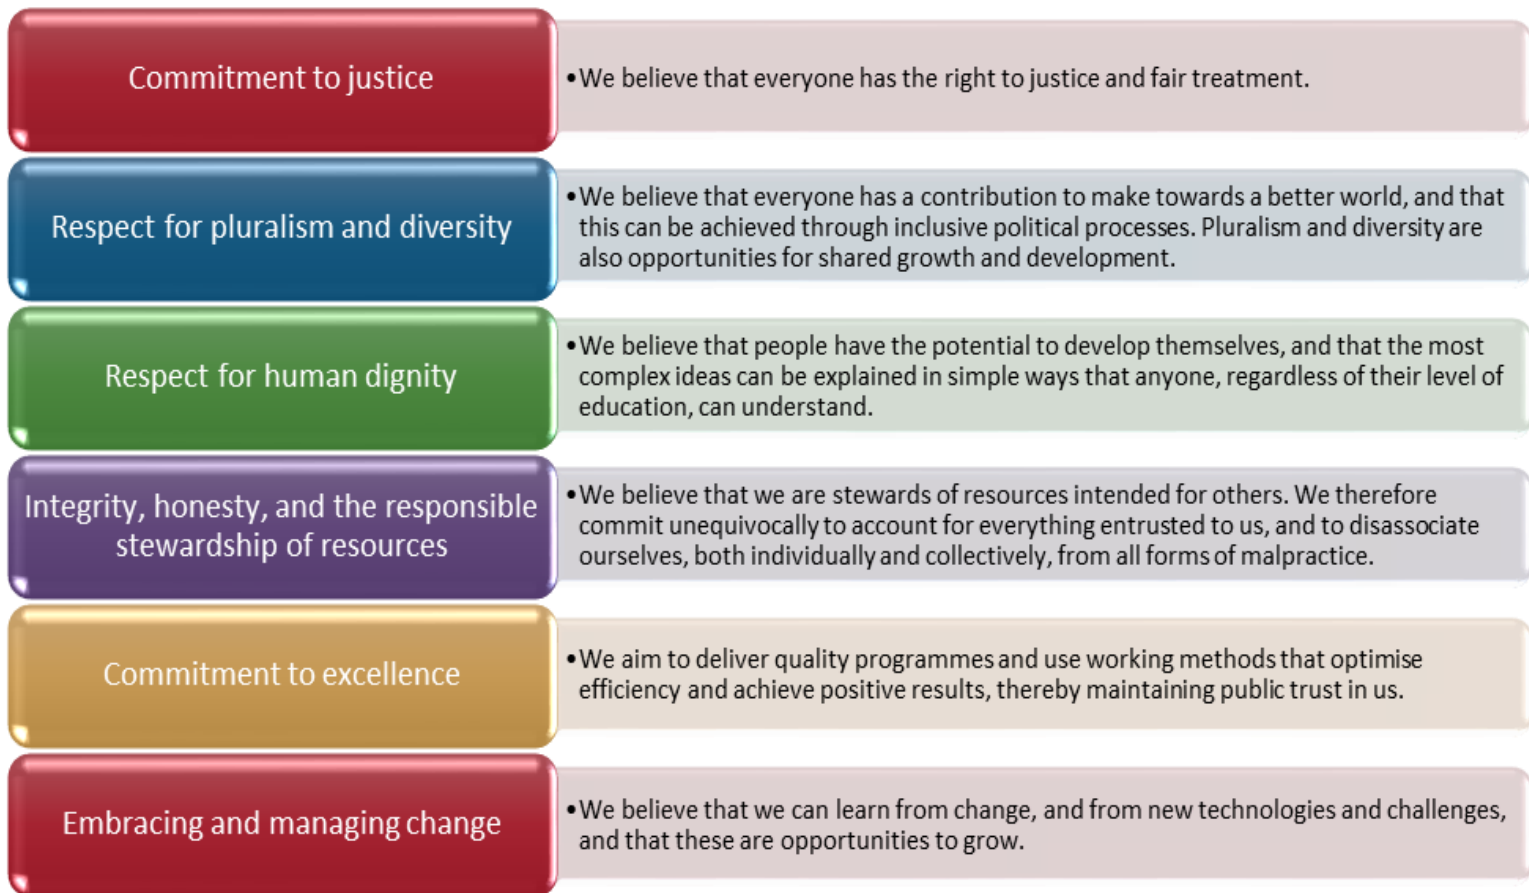 Commitment to justice
•We believe that everyone has the right to justice and fair treatment.
Respect for pluralism and diversity
•We believe that everyone has a contribution to make towards a better world, and that
this can be achieved through inclusive political processes. Pluralism and diversity are
also opportunities for shared growth and development.
Respect for human dignity
•We believe that people have the potential to develop themselves, and that the most
complex ideas can be explained in simple ways that anyone, regardless of their level of
education, can understand.
Integrity, honesty, and the responsible
stewardship of resources
•We believe that we are stewards of resources intended for others. We therefore
commit unequivocally to account for everything entrusted to us, and to disassociate
ourselves, both individually and collectively, from all forms of malpractice.
Commitment to excellence
•We aim to deliver quality programmes and use working methods that optimise
efficiency and achieve positive results, thereby maintaining public trust in us.
Embracing and managing change
•We believe that we can learn from change, and from new technologies and challenges,
and that these are opportunities to grow.